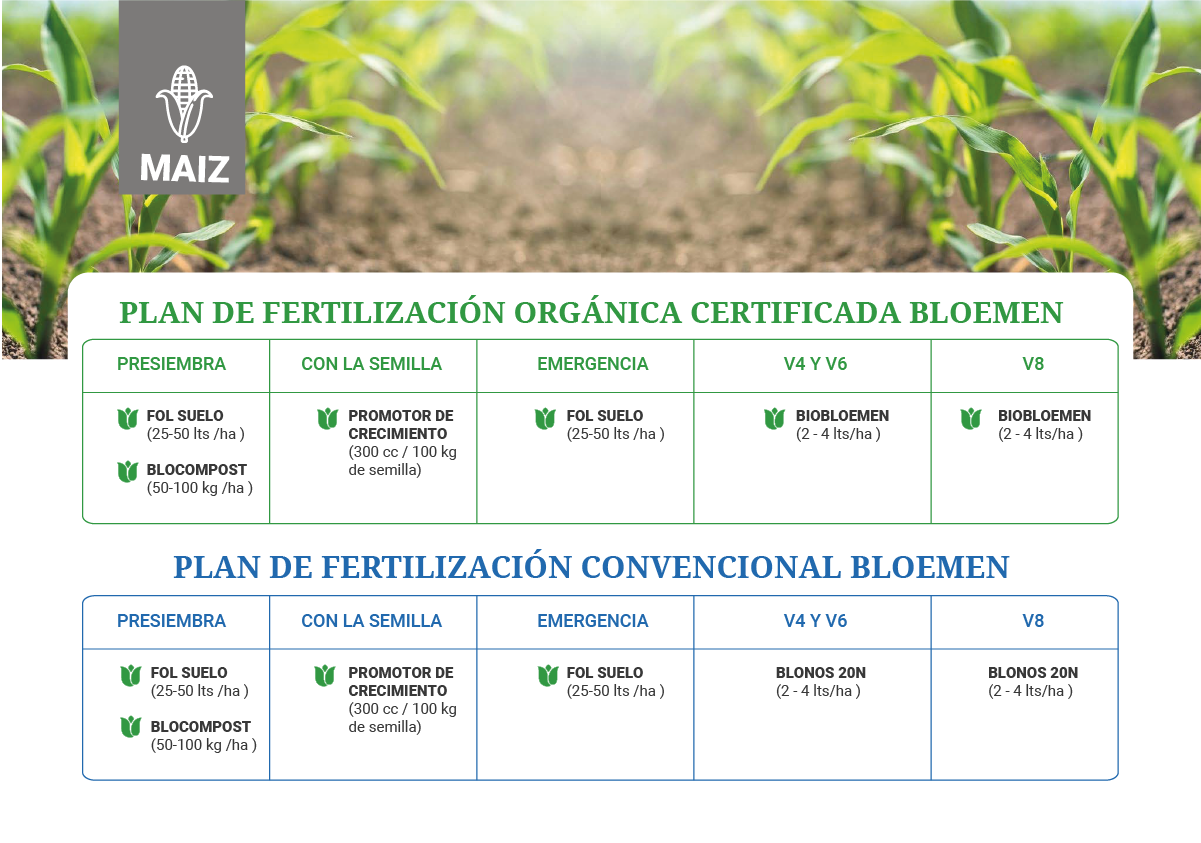 MAIZ
PLAN DE FERTILIZACIÓN ORGÁNICA CERTIFICADA BLOEMEN
PRESIEMBRA
CON LA SEMILLA
EMERGENCIA
V4 Y V6
V8
FOL SUELO
(25-50 lts /ha )
BLOCOMPOST
(50-100 kg /ha )
PROMOTOR DE
CRECIMIENTO
(300 cc / 100 kg
de semilla)
FOL SUELO
(25-50 lts /ha )
BIOBLOEMEN
(2 - 4 lts/ha )
BIOBLOEMEN
(2 - 4 lts/ha )
PLAN DE FERTILIZACIÓN CONVENCIONAL BLOEMEN
PRESIEMBRA
CON LA SEMILLA
EMERGENCIA
V4 Y V6
V8
FOL SUELO
(25-50 lts /ha )
BLOCOMPOST
(50-100 kg /ha )
PROMOTOR DE
CRECIMIENTO
(300 cc / 100 kg
de semilla)
FOL SUELO
(25-50 lts /ha )
BLONOS 20N
(2 - 4 lts/ha )
BLONOS 20N
(2 - 4 lts/ha )